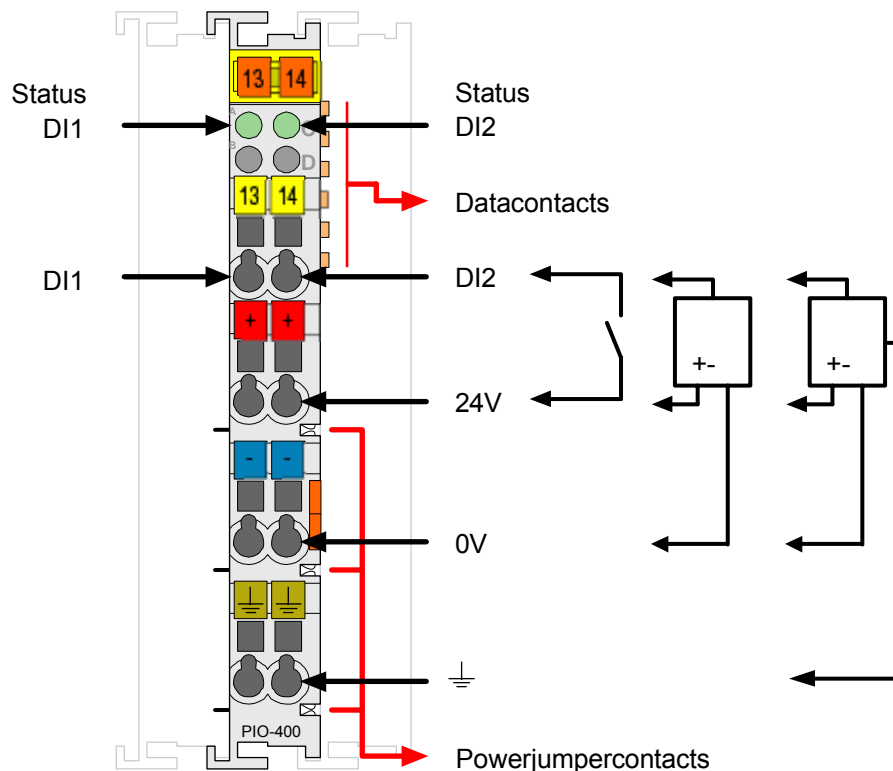 13 14
Status
DI1
Status
DI2
A
C
B
D
13 14
Datacontacts
DI1
DI2
+ +
+-
+-
24V
- -
0V
PIO-400
Powerjumpercontacts